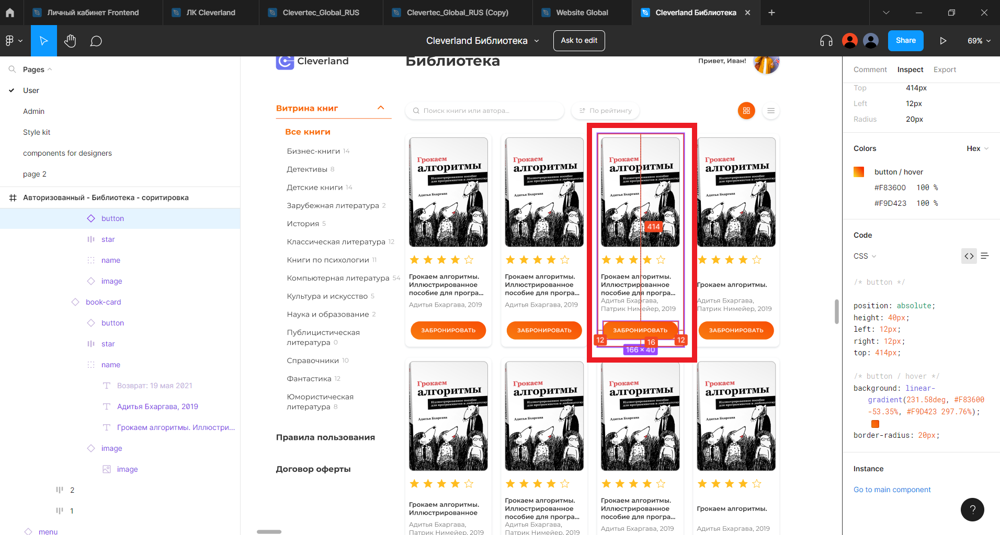 Личный кабинет Frontend
ЛК Cleverland
Clevertec_Global_RUS
Clevertec_Global_RUS (Copy)
Website Global
Cleverland Библиотека
Cleverland Библиотека
Ask to edit
Share
69%
Pages
User
Admin
Style kit
components for designers
page 2
Авторизованный - Библиотека - соритировка
button
star
name
image
book-card
button
star
name
Возврат: 19 мая 2021
Адитья Бхаргава, 2019
Грокаем алгоритмы. Иллюстри...
image
image
2
1
menu
Cleverland
Библиотека
Привет, Иван!
Витрина книг
Все книги
Бизнес-книги 14
Детективы 8
Детские книги 14
Зарубежная литература 2
История 5
Классическая литература 12
Книги по психологии 11
Компьютерная литература 54
Культура и искусство 5
Наука и образование 2
Публицистическая
литература 0
Справочники 10
Фантастика 12
Юмористическая
литература 8
Правила пользования
Договор оферты
Поиск книги или автора...
По рейтингу
Грокаем
алгоритмы
Иллюстрированное пособие
для программистов и любопытству
Адитья Бхаргава
Грокаем
алгоритмы
Иллюстрированное пособие
для программистов и любопытству
Адитья Бхаргава
Грокаем
алгоритмы
Иллюстрированное пособие
для программистов и любопытству
Адитья Бхаргава
Грокаем
алгоритмы
Иллюстрированное пособие
для программистов и любопытству
Адитья Бхаргава
414
Грокаем алгоритмы.
Иллюстрированное
пособие для програ...
Адитья Бхаргава, 2019
ЗАБРОНИРОВАТЬ
Грокаем алгоритмы.
Иллюстрированное
пособие для програ...
Адитья Бхаргава, 2019
ЗАБРОНИРОВАТЬ
Грокаем алгоритмы.
Иллюстрированное
пособие для програ...
Адитья Бхаргава,
Патрик Нимейер, 2019
ЗАБРОНИРОВАТЬ
12
16
12
166 × 40
Грокаем алгоритмы.
Адитья Бхаргава,
Патрик Нимейер, 2019
ЗАБРОНИРОВАТЬ
Грокаем
алгоритмы
Иллюстрированное пособие
для программистов и любопытству
Адитья Бхаргава
Грокаем
алгоритмы
Иллюстрированное пособие
для программистов и любопытству
Адитья Бхаргава
Грокаем
алгоритмы
Иллюстрированное пособие
для программистов и любопытству
Адитья Бхаргава
Грокаем
алгоритмы
Иллюстрированное пособие
для программистов и любопытству
Адитья Бхаргава
Грокаем алгоритмы.
Иллюстрированное
Адитья Бхаргава,
Патрик Нимейер, 2019
Грокаем алгоритмы.
Иллюстрированное
пособие для програ...
Адитья Бхаргава,
Патрик Нимейер, 2019
Грокаем алгоритмы.
Иллюстрированное
пособие для програ...
Адитья Бхаргава, 2019
Грокаем алгоритмы.
Адитья Бхаргава, 2019
Comment
Inspect
Export
Top 414px
Left 12px
Radius 20px
Colors
Hex
button / hover
#F83600 100 %
#F9D423 100 %
Code
CSS
/* button */
position: absolute;
height: 40px;
left: 12px;
right: 12px;
top: 414px;
/* button / hover */
background: linear-
gradient(231.58deg, #F83600
-53.35%, #F9D423 297.76%);
border-radius: 20px;
Instance
Go to main component
?